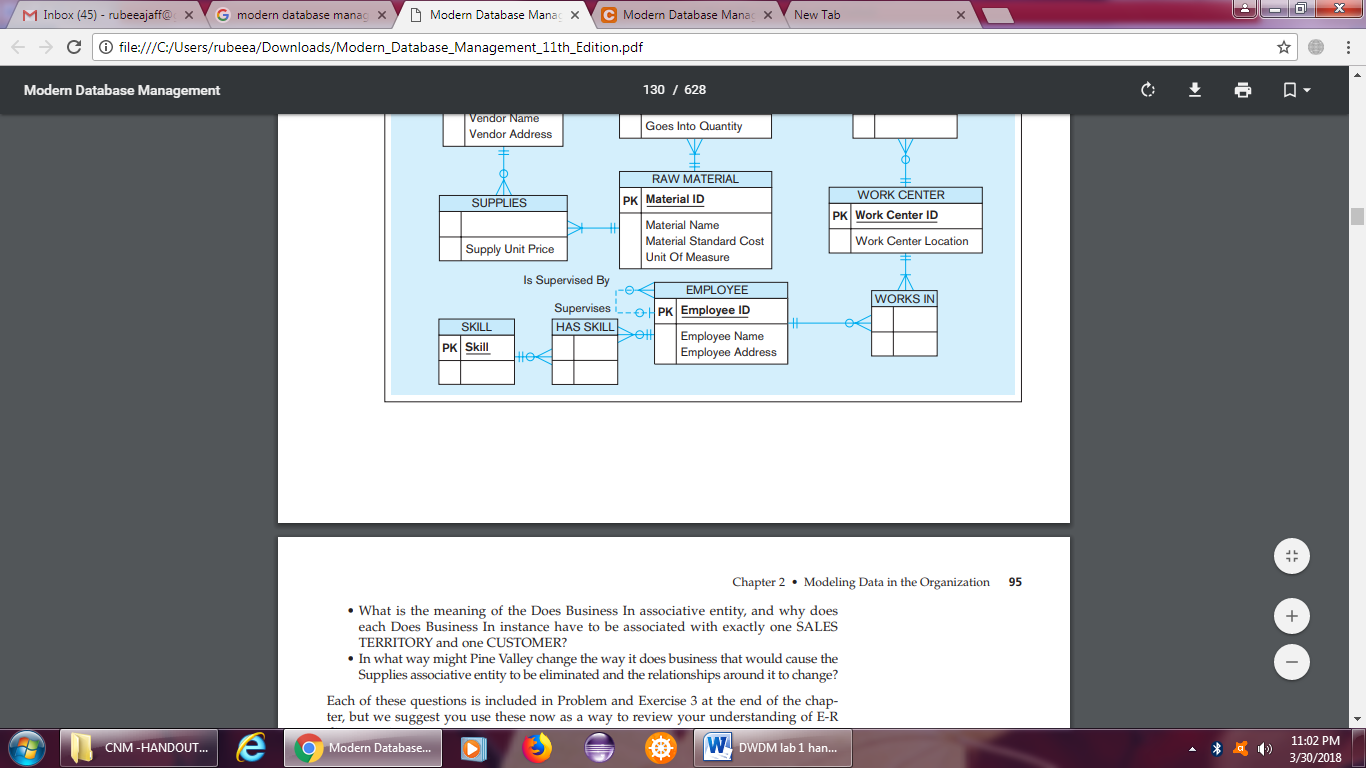 Inbox (45) - rubeeajaff@
modern database manag
Modern Database Manag
Modern Database Mana
New Tab
file:///C:/Users/rubeea/Downloads/Modern_Database_Management_11th_Edition.pdf
Modern Database Management
130 / 628
Vendor Name
Vendor Address
Goes Into Quantity
SUPPLIES
Supply Unit Price
RAW MATERIAL
PK Material ID
Material Name
Material Standard Cost
Unit Of Measure
WORK CENTER
PK Work Center ID
Work Center Location
Is Supervised By
Supervises
EMPLOYEE
PK Employee ID
Employee Name
Employee Address
WORKS IN
SKILL
PK Skill
HAS SKILL
Chapter 2 • Modeling Data in the Organization 95
• What is the meaning of the Does Business In associative entity, and why does
each Does Business In instance have to be associated with exactly one SALES
TERRITORY and one CUSTOMER?
• In what way might Pine Valley change the way it does business that would cause the
Supplies associative entity to be eliminated and the relationships around it to change?
Each of these questions is included in Problem and Exercise 3 at the end of the chap-
ter, but we suggest you use these now as a way to review your understanding of E-R
CNM -HANDOUT...
Modern Database...
DWDM lab 1 han...
11:02 PM
3/30/2018